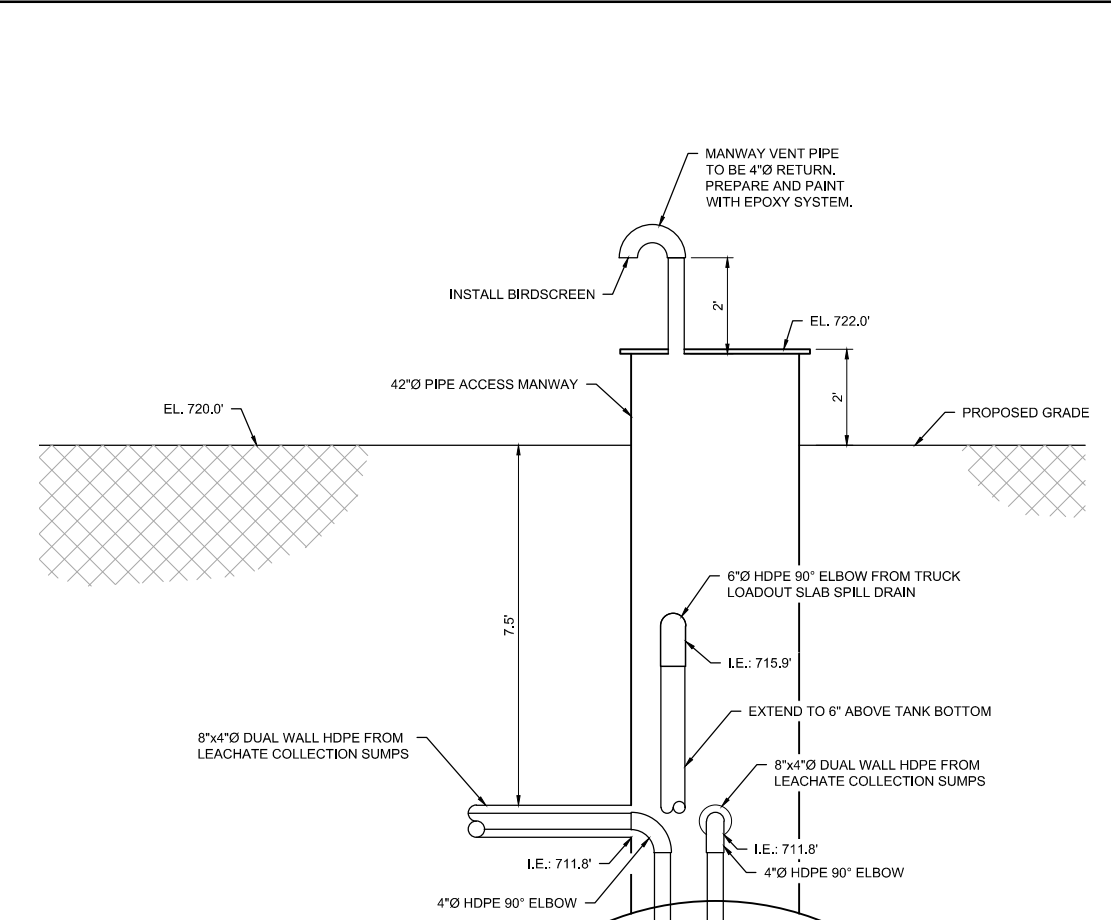 MANWAY VENT PIPE
TO BE 4"Ø RETURN.
PREPARE AND PAINT
WITH EPOXY SYSTEM.
INSTALL BIRDSCREEN
2'
EL. 722.0'
42"Ø PIPE ACCESS MANWAY
2'
EL. 720.0'
PROPOSED GRADE
6"Ø HDPE 90° ELBOW FROM TRUCK
LOADOUT SLAB SPILL DRAIN
7.5'
I.E.: 715.9'
EXTEND TO 6" ABOVE TANK BOTTOM
8"x4"Ø DUAL WALL HDPE FROM
LEACHATE COLLECTION SUMPS
8"x4"Ø DUAL WALL HDPE FROM
LEACHATE COLLECTION SUMPS
I.E.: 711.8'
I.E.: 711.8'
4"Ø HDPE 90° ELBOW
4"Ø HDPE 90° ELBOW